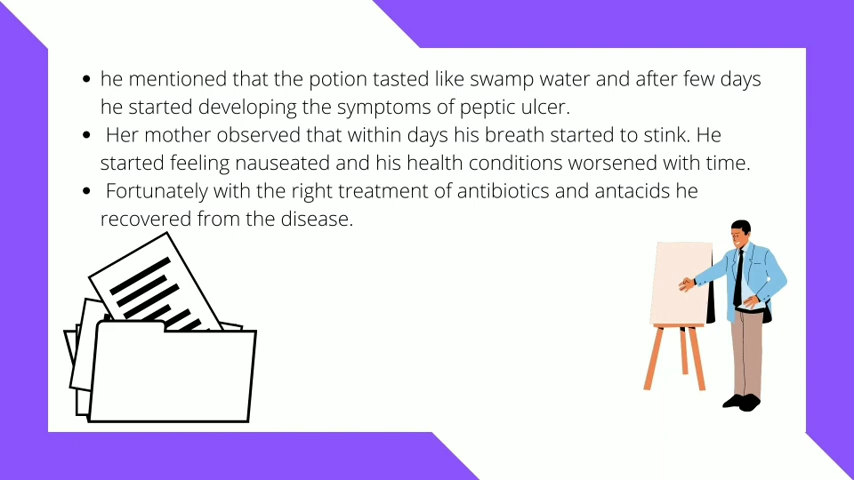 • he mentioned that the potion tasted like swamp water and after few days
he started developing the symptoms of peptic ulcer.
• Her mother observed that within days his breath started to stink. He
started feeling nauseated and his health conditions worsened with time.
• Fortunately with the right treatment of antibiotics and antacids he
recovered from the disease.